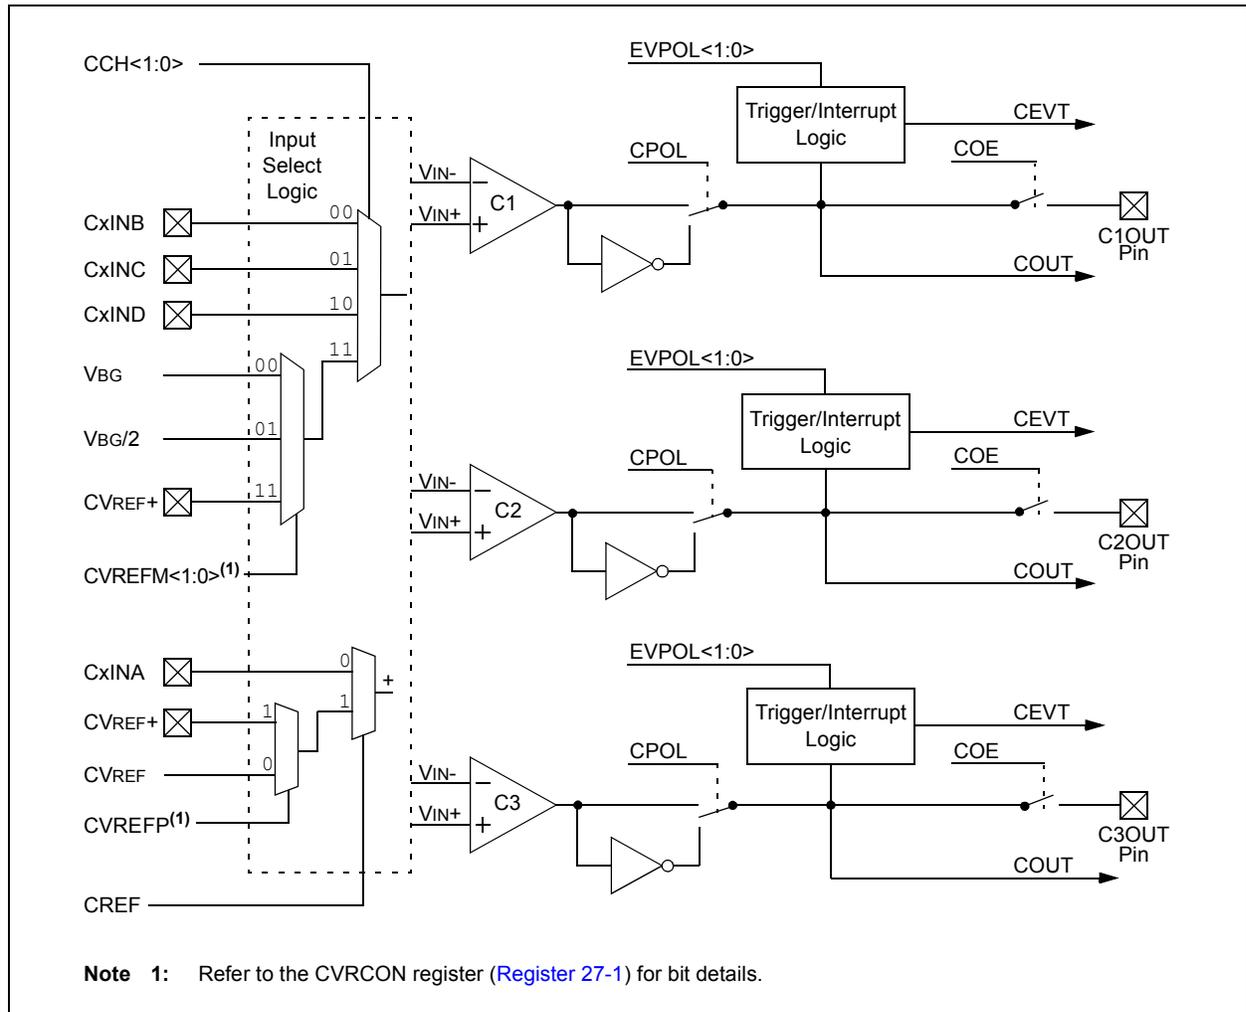 CCH<1:0>
Input
Select
Logic
CxINB
00
CxINC
01
CxIND
10
11
VBG
00
VBG/2
01
CVREF+
11
CVREFM<1:0>(1)
CxINA
0
CVREF+
1
1
+
CVREF
0
CVREFP(1)
CREF
EVPOL<1:0>
Trigger/Interrupt
Logic
CEVT
CPOL
COE
VIN-
−
VIN+
+
C1
C1OUT
Pin
COUT
EVPOL<1:0>
Trigger/Interrupt
Logic
CEVT
CPOL
COE
VIN-
−
VIN+
+
C2
C2OUT
Pin
COUT
EVPOL<1:0>
Trigger/Interrupt
Logic
CEVT
CPOL
COE
VIN-
−
VIN+
+
C3
C3OUT
Pin
COUT
Note 1: Refer to the CVRCON register (Register 27-1) for bit details.